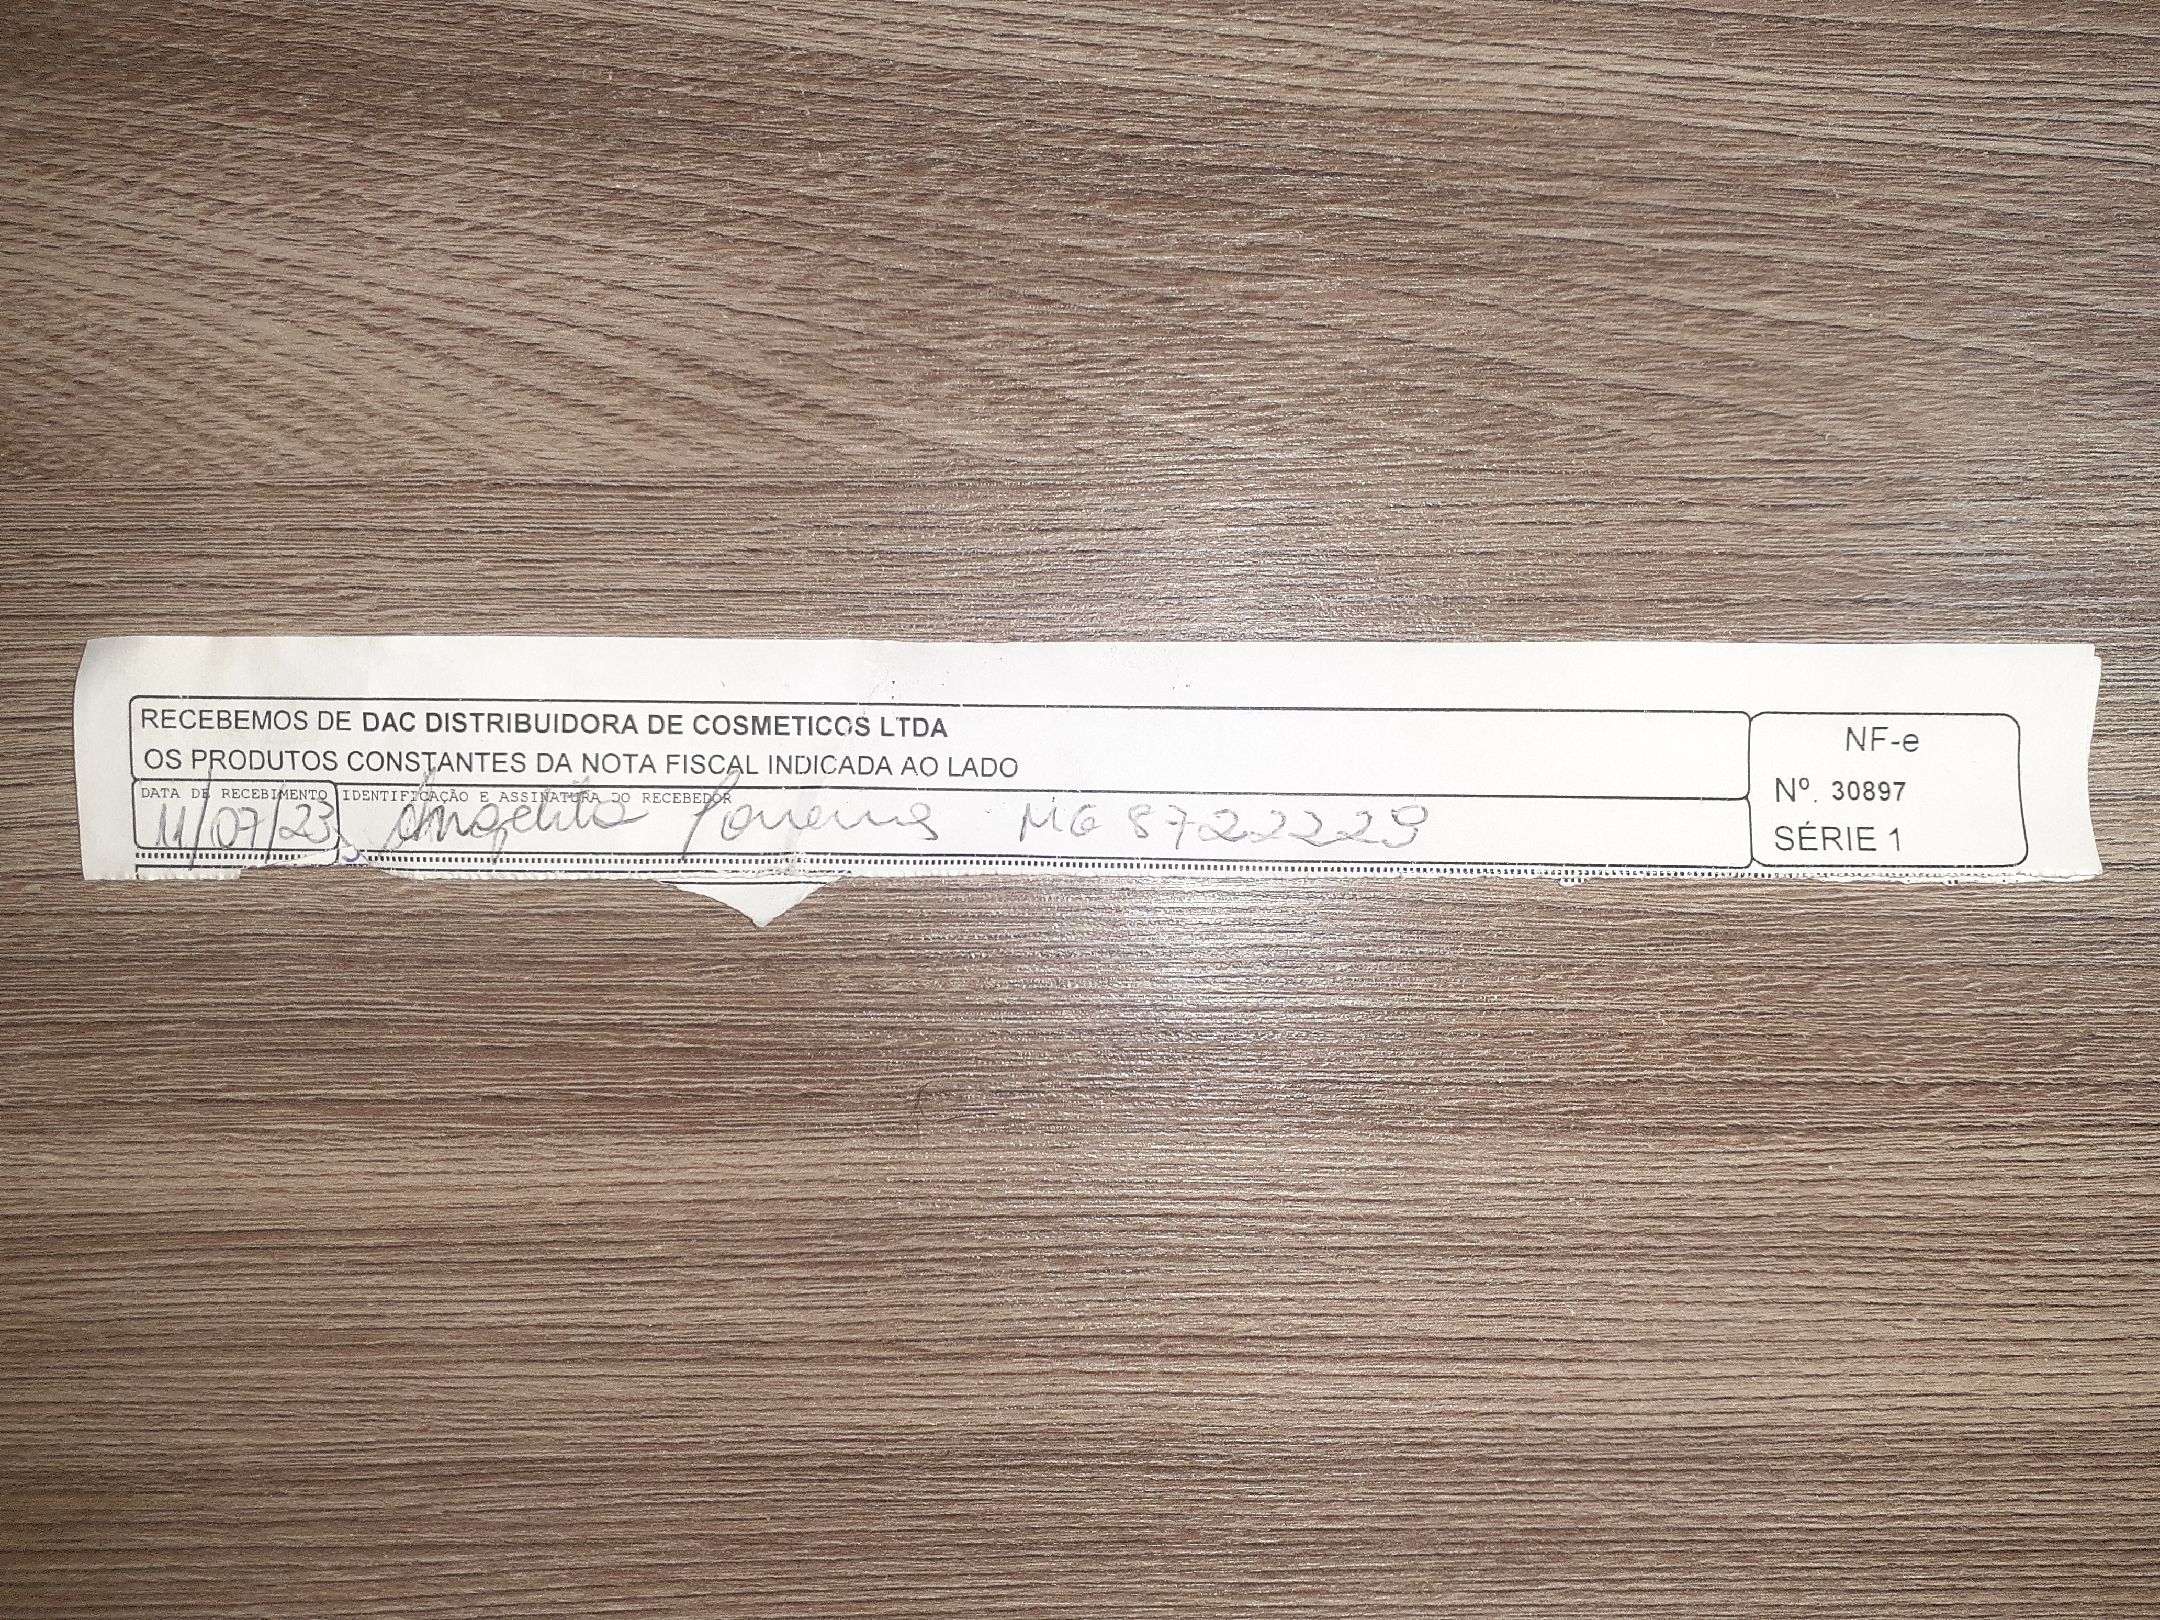 RECEBEMOS DE DAC DISTRIBUIDORA DE COSMETICOS LTDA
OS PRODUTOS CONSTANTES DA NOTA FISCAL INDICADA AO LADO
DATA DE RECEBIMENTO
11/07/23
IDENTIFICAÇÃO E ASSINATURA DO RECEBEDOR
Angelita MG 8722229
NF-e
Nº. 30897
SÉRIE 1